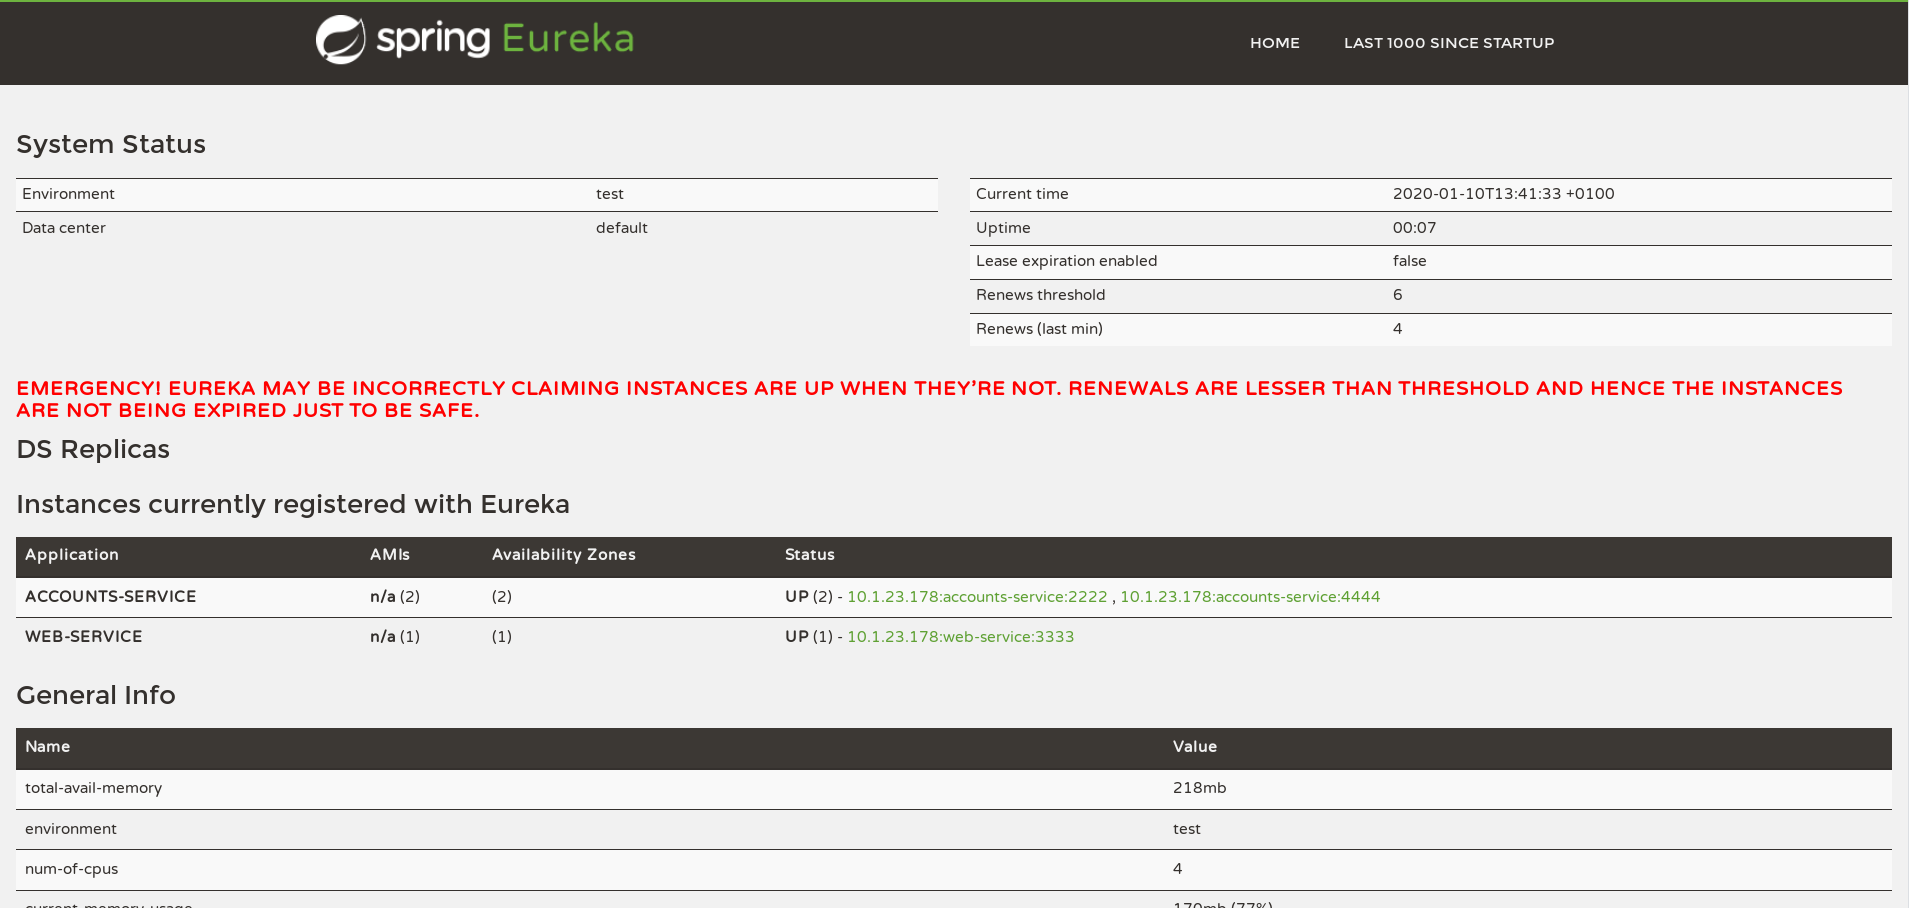 spring Eureka
HOME LAST 1000 SINCE STARTUP
System Status
Environment test
Data center default
Current time 2020-01-10T13:41:33 +0100
Uptime 00:07
Lease expiration enabled false
Renews threshold 6
Renews (last min) 4
EMERGENCY! EUREKA MAY BE INCORRECTLY CLAIMING INSTANCES ARE UP WHEN THEY'RE NOT. RENEWALS ARE LESSER THAN THRESHOLD AND HENCE THE INSTANCES
ARE NOT BEING EXPIRED JUST TO BE SAFE.
DS Replicas
Instances currently registered with Eureka
Application AMIs Availability Zones Status
ACCOUNTS-SERVICE n/a (2) (2) UP (2) - 10.1.23.178:accounts-service:2222 , 10.1.23.178:accounts-service:4444
WEB-SERVICE n/a (1) (1) UP (1) - 10.1.23.178:web-service:3333
General Info
Name Value
total-avail-memory 218mb
environment test
num-of-cpus 4
current-memory-usage 170mb (77%)